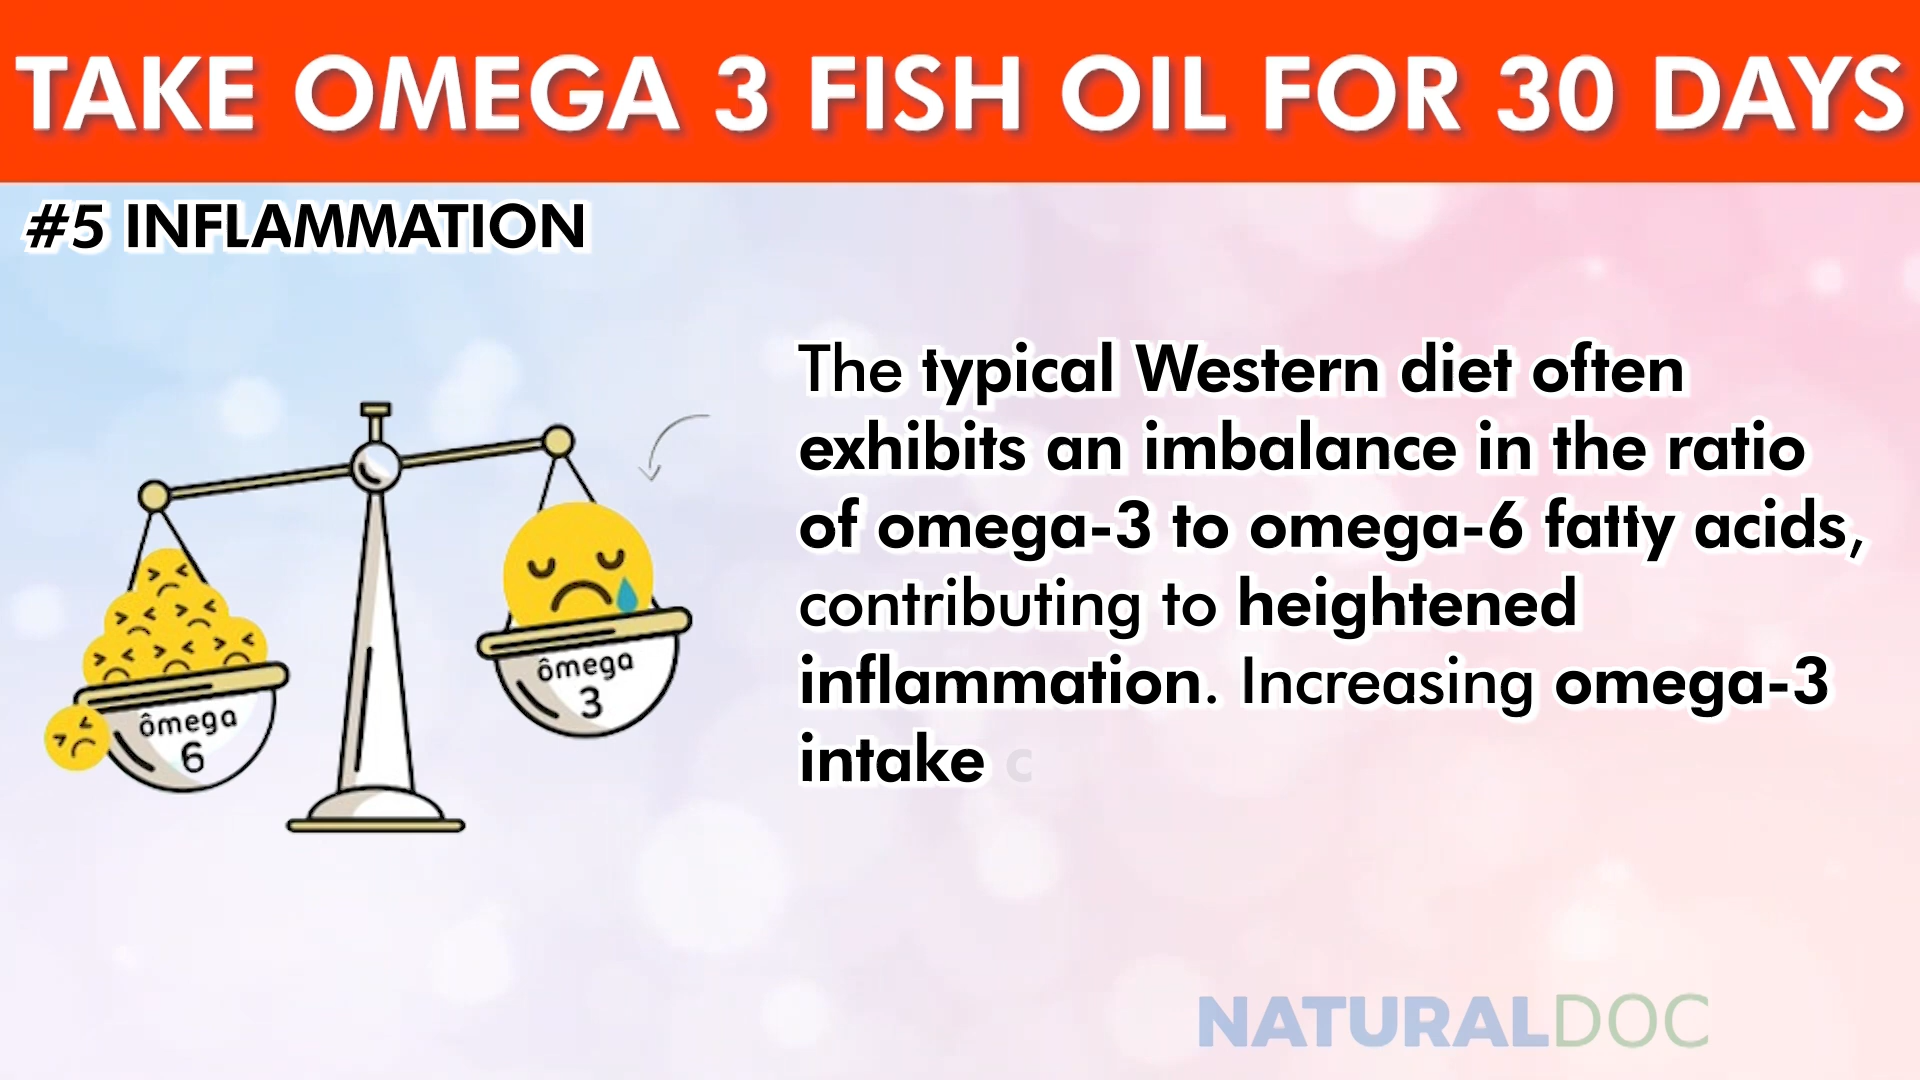 TAKE OMEGA 3 FISH OIL FOR 30 DAYS
#5 INFLAMMATION
The typical Western diet often
exhibits an imbalance in the ratio
of omega-3 to omega-6 fatty acids,
contributing to heightened
inflammation. Increasing omega-3
intake c
ômega
6
ômega
3
NATURALDOC